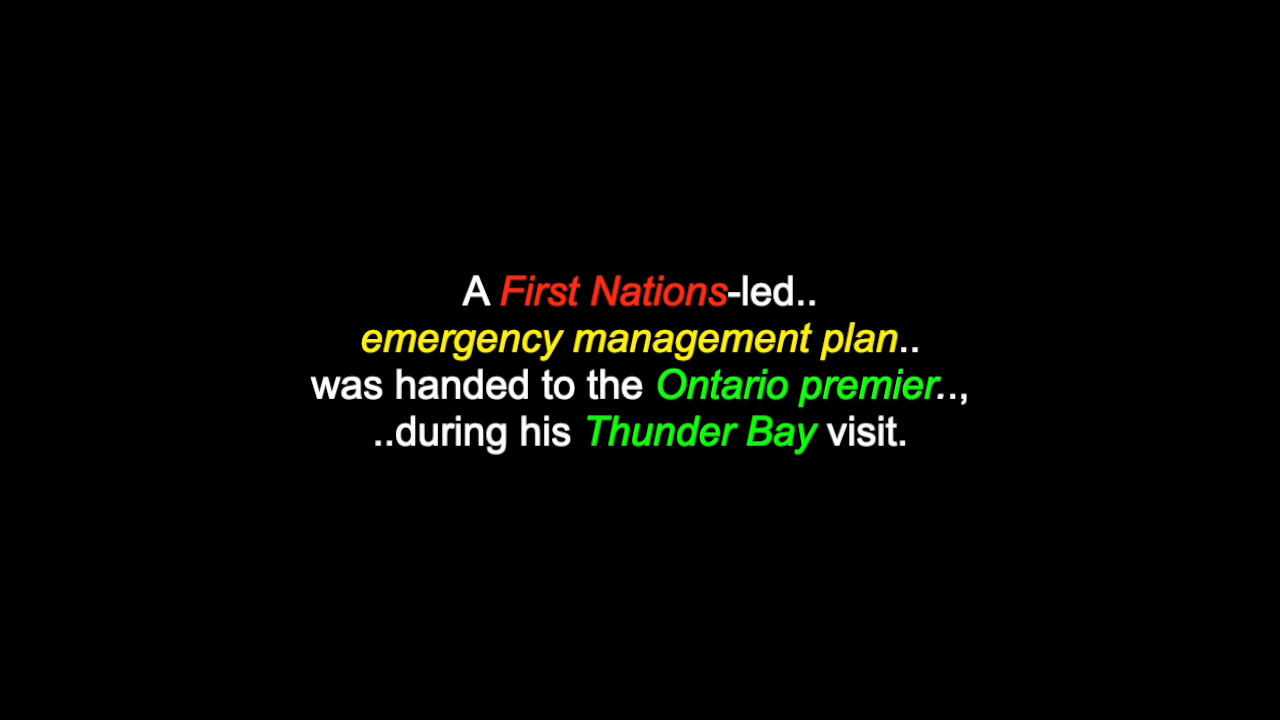 A First Nations-led..
emergency management plan..
was handed to the Ontario premier..,
..during his Thunder Bay visit.